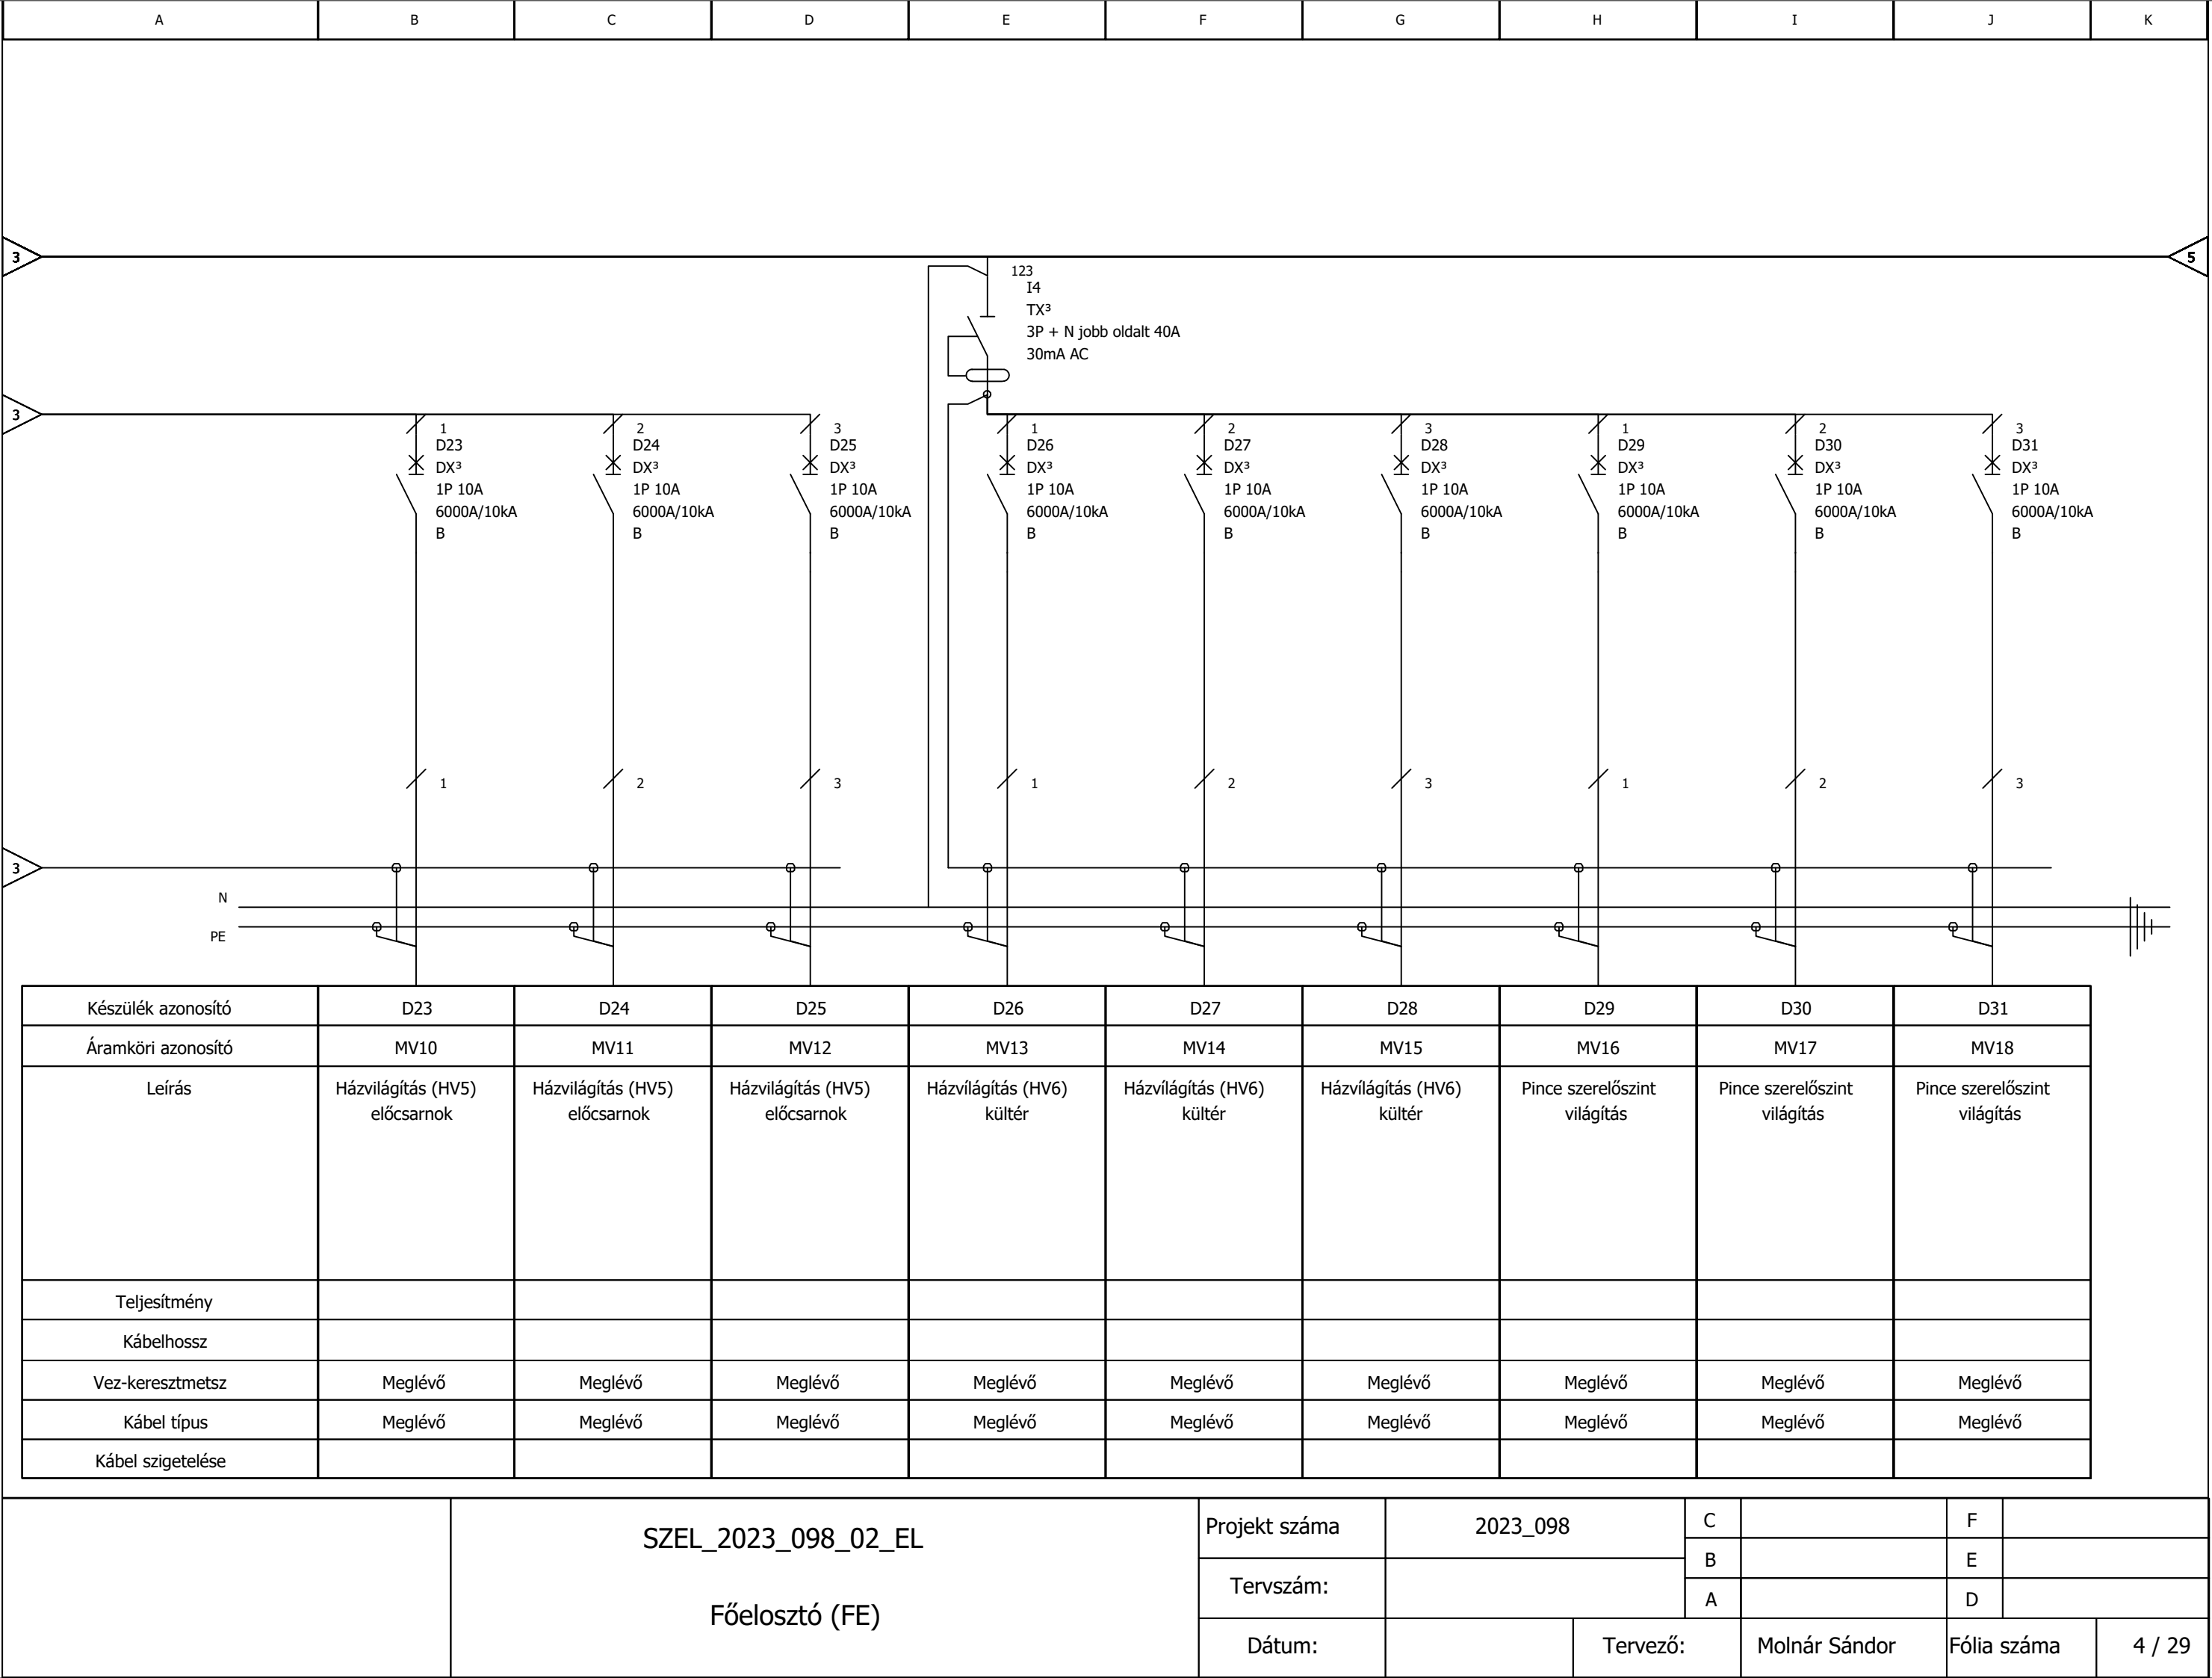 A B C D E F G H I J K
3 5
123
I4
TX³
3P + N jobb oldalt 40A
30mA AC
3
1 2 3 1 2 3 1 2 3
D23 D24 D25 D26 D27 D28 D29 D30 D31
DX³ DX³ DX³ DX³ DX³ DX³ DX³ DX³ DX³
1P 10A 1P 10A 1P 10A 1P 10A 1P 10A 1P 10A 1P 10A 1P 10A 1P 10A
6000A/10kA 6000A/10kA 6000A/10kA 6000A/10kA 6000A/10kA 6000A/10kA 6000A/10kA 6000A/10kA 6000A/10kA
B B B B B B B B B
1 2 3 1 2 3 1 2 3
3
N
PE
Készülék azonosító D23 D24 D25 D26 D27 D28 D29 D30 D31
Áramköri azonosító MV10 MV11 MV12 MV13 MV14 MV15 MV16 MV17 MV18
Leírás Házvilágítás (HV5) Házvilágítás (HV5) Házvilágítás (HV5) Házvílágítás (HV6) Házvílágítás (HV6) Házvílágítás (HV6) Pince szerelőszint Pince szerelőszint Pince szerelőszint
előcsarnok előcsarnok előcsarnok kültér kültér kültér világítás világítás világítás
Teljesítmény
Kábelhossz
Vez-keresztmetsz Meglévő Meglévő Meglévő Meglévő Meglévő Meglévő Meglévő Meglévő Meglévő
Kábel típus Meglévő Meglévő Meglévő Meglévő Meglévő Meglévő Meglévő Meglévő Meglévő
Kábel szigetelése
SZEL_2023_098_02_EL
Főelosztó (FE)
Projekt száma 2023_098 C F
B E
Tervszám:
A D
Dátum: Tervező: Molnár Sándor Fólia száma 4 / 29